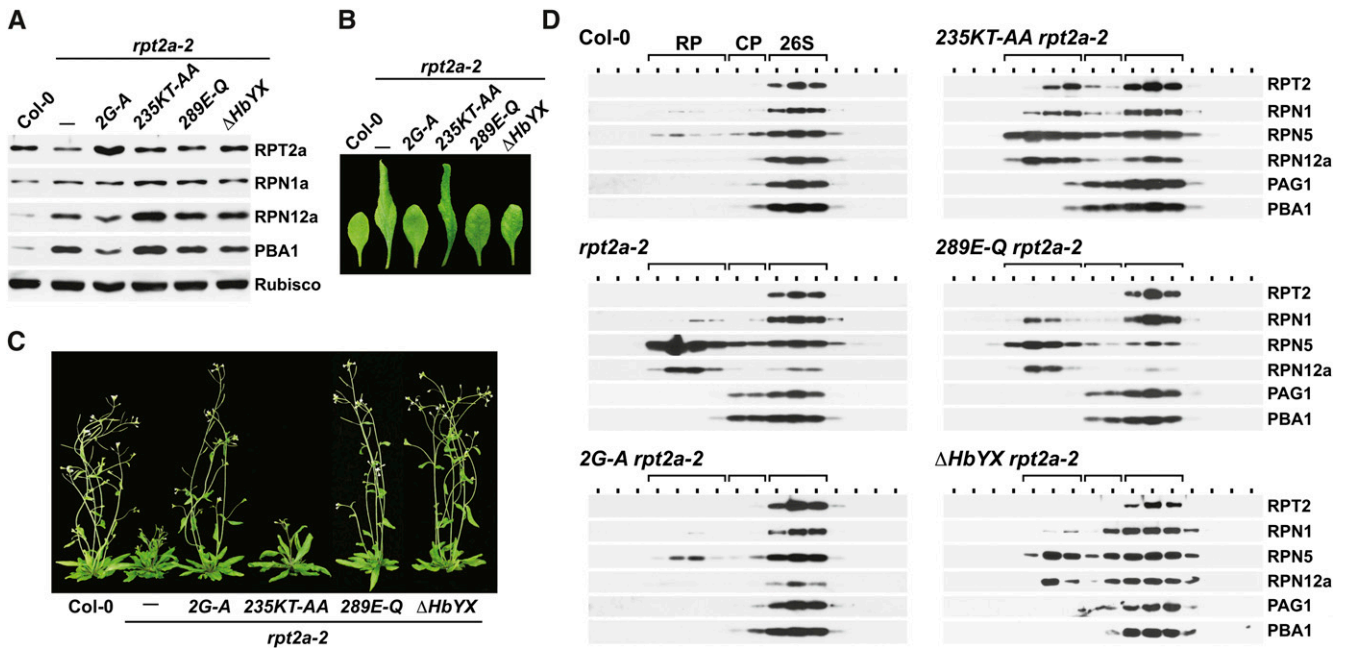 A
rpt2a-2
Col-0
—
2G-A
235KT-AA
289E-Q
ΔHbYX
RPT2a
RPN1a
RPN12a
PBA1
Rubisco
B
rpt2a-2
Col-0
—
2G-A
235KT-AA
289E-Q
ΔHbYX
C
Col-0 — 2G-A 235KT-AA 289E-Q ΔHbYX
rpt2a-2
D
Col-0 RP CP 26S
235KT-AA rpt2a-2
RPT2
RPN1
RPN5
RPN12a
PAG1
PBA1
rpt2a-2
289E-Q rpt2a-2
RPT2
RPN1
RPN5
RPN12a
PAG1
PBA1
2G-A rpt2a-2
ΔHbYX rpt2a-2
RPT2
RPN1
RPN5
RPN12a
PAG1
PBA1